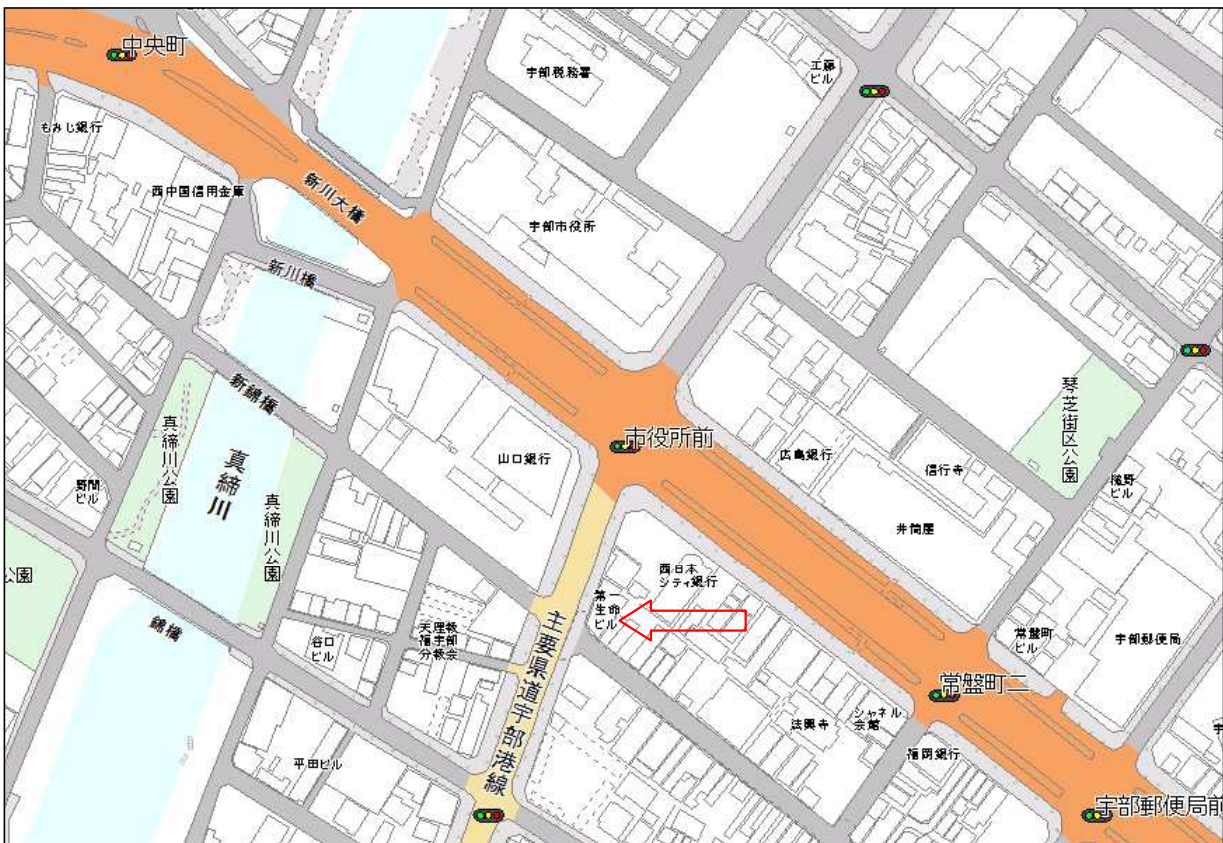 中央町
もみじ銀行
西中国信用金庫
新川大橋
宇部税務署
工藤
ビル
宇部市役所
新川橋
新錦橋
真締川公園
真締川
真締川公園
野間
ビル
公園
錦橋
山口銀行
市役所前
広島銀行
信行寺
井筒屋
琴芝街区公園
樋野
ビル
西日本
シティ銀行
第一
生命
ビル
天理教
福宇部
分教会
谷口
ビル
主要県道宇部港線
平田ビル
常盤町
ビル
宇部郵便局
常盤町二
法興寺
シャネル
会館
福岡銀行
宇
宇部郵便局前